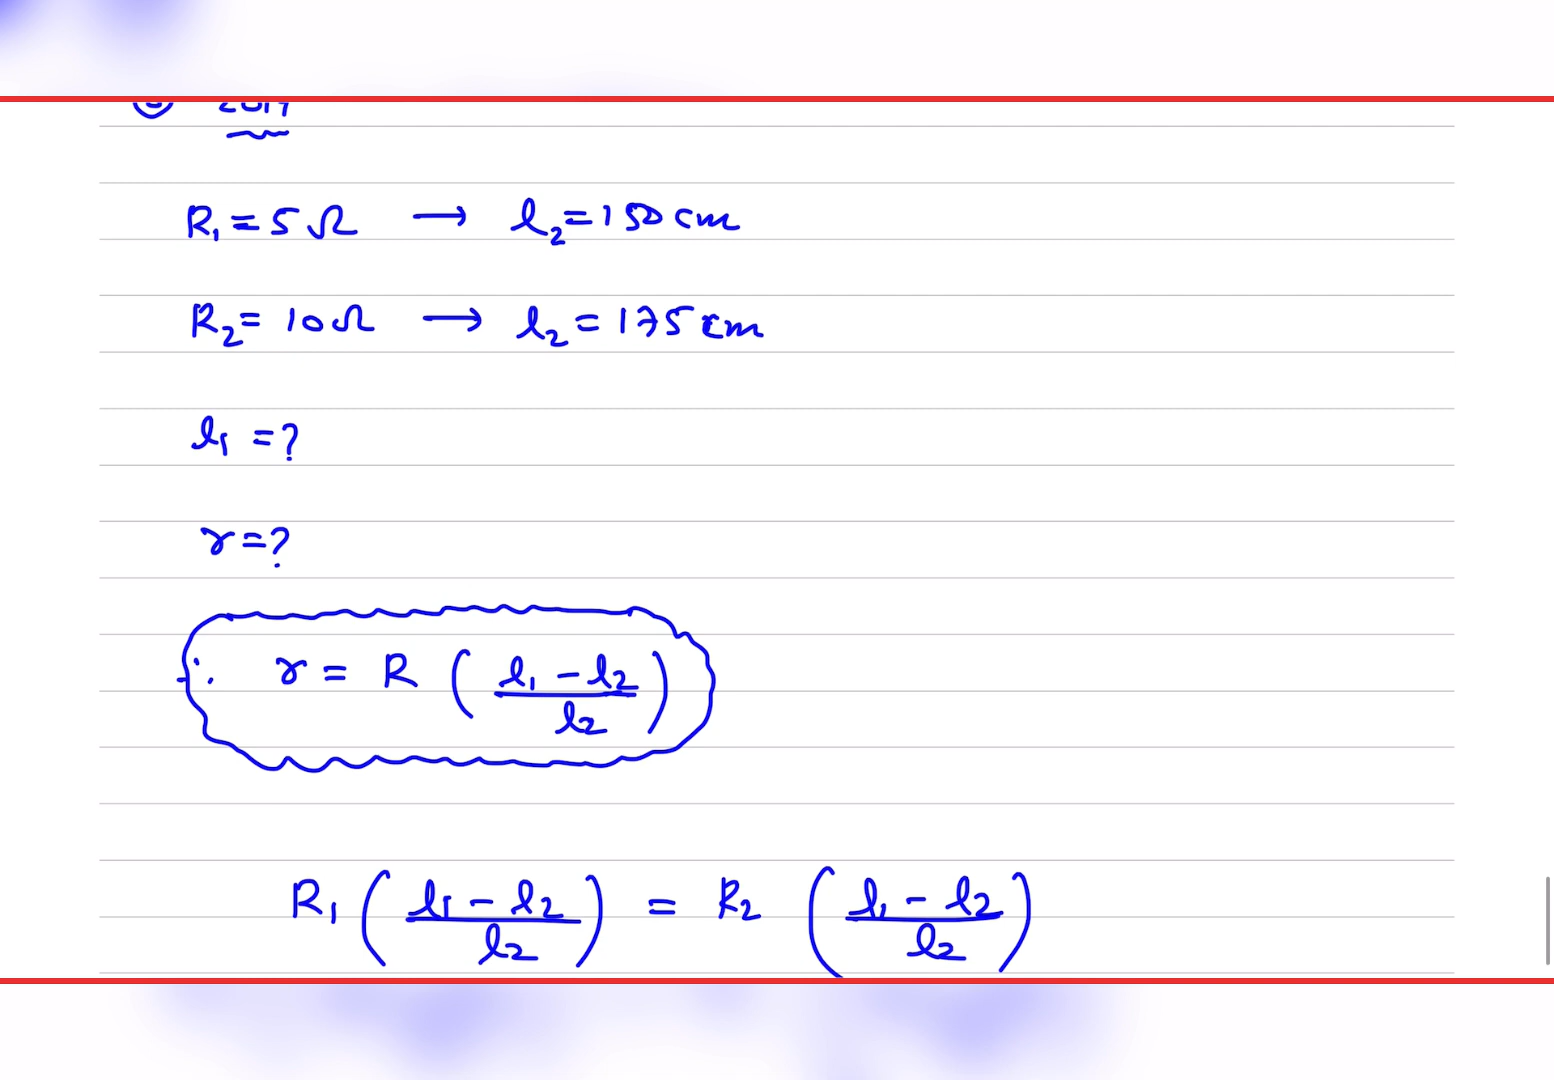 R₁ = 5 Ω → l₂ = 150 cm
R₂ = 10 Ω → l₂ = 175 cm
l₁ = ?
r = ?
∴ r = R ( (l₁ - l₂) / l₂ )
R₁ ( (l₁ - l₂) / l₂ ) = R₂ ( (l₁ - l₂) / l₂ )